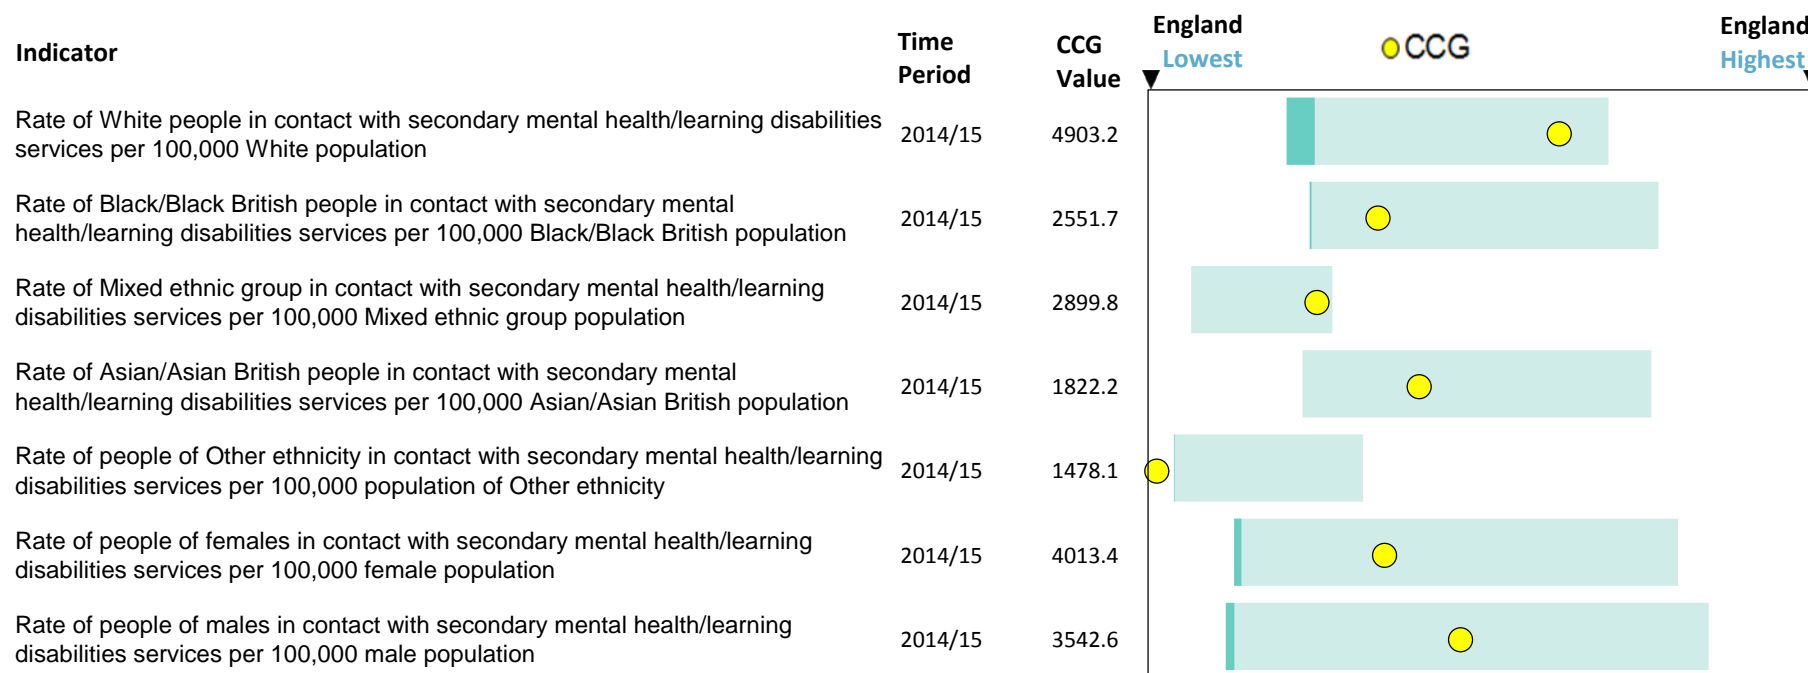 Indicator
Time
Period
CCG
Value
England
Lowest
CCG
England
Highest
Rate of White people in contact with secondary mental health/learning disabilities
services per 100,000 White population
2014/15
4903.2
Rate of Black/Black British people in contact with secondary mental
health/learning disabilities services per 100,000 Black/Black British population
2014/15
2551.7
Rate of Mixed ethnic group in contact with secondary mental health/learning
disabilities services per 100,000 Mixed ethnic group population
2014/15
2899.8
Rate of Asian/Asian British people in contact with secondary mental
health/learning disabilities services per 100,000 Asian/Asian British population
2014/15
1822.2
Rate of people of Other ethnicity in contact with secondary mental health/learning
disabilities services per 100,000 population of Other ethnicity
2014/15
1478.1
Rate of people of females in contact with secondary mental health/learning
disabilities services per 100,000 female population
2014/15
4013.4
Rate of people of males in contact with secondary mental health/learning
disabilities services per 100,000 male population
2014/15
3542.6